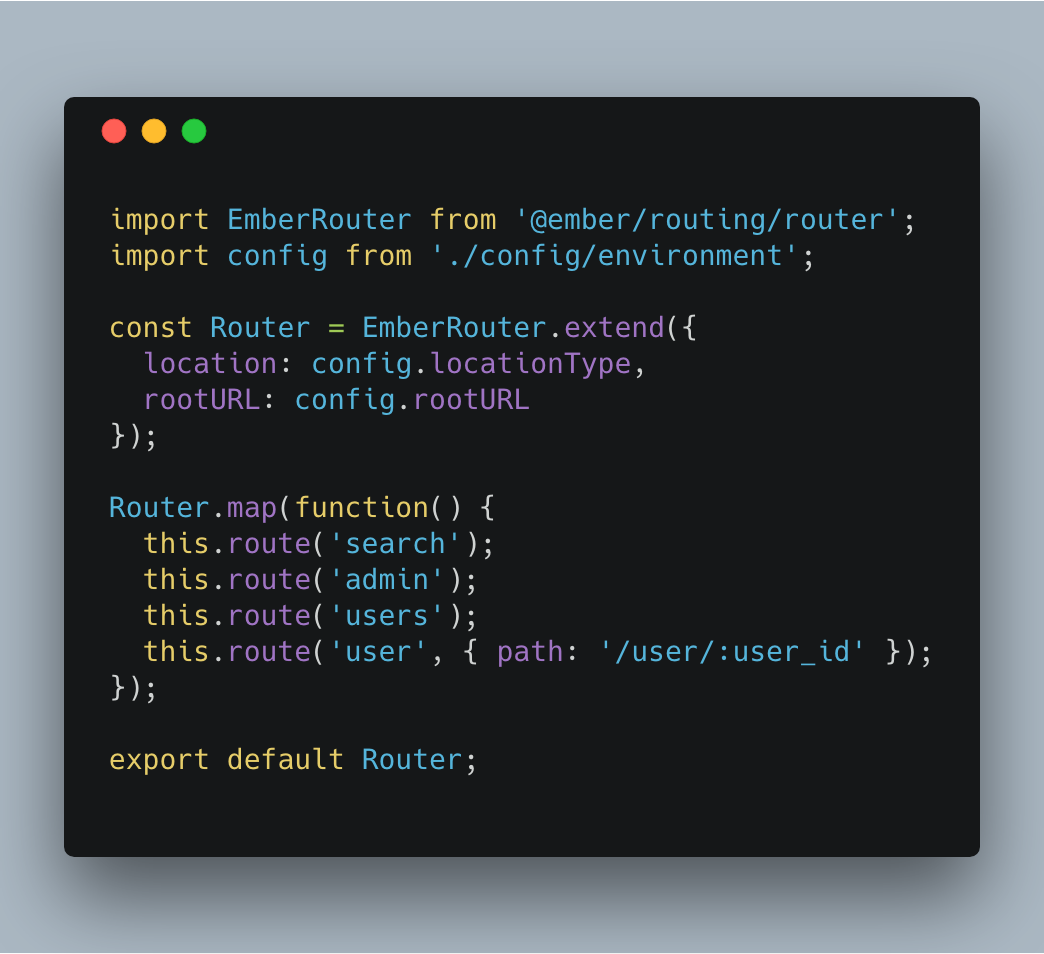 import EmberRouter from '@ember/routing/router';
import config from './config/environment';

const Router = EmberRouter.extend({
  location: config.locationType,
  rootURL: config.rootURL
});

Router.map(function() {
  this.route('search');
  this.route('admin');
  this.route('users');
  this.route('user', { path: '/user/:user_id' });
});

export default Router;